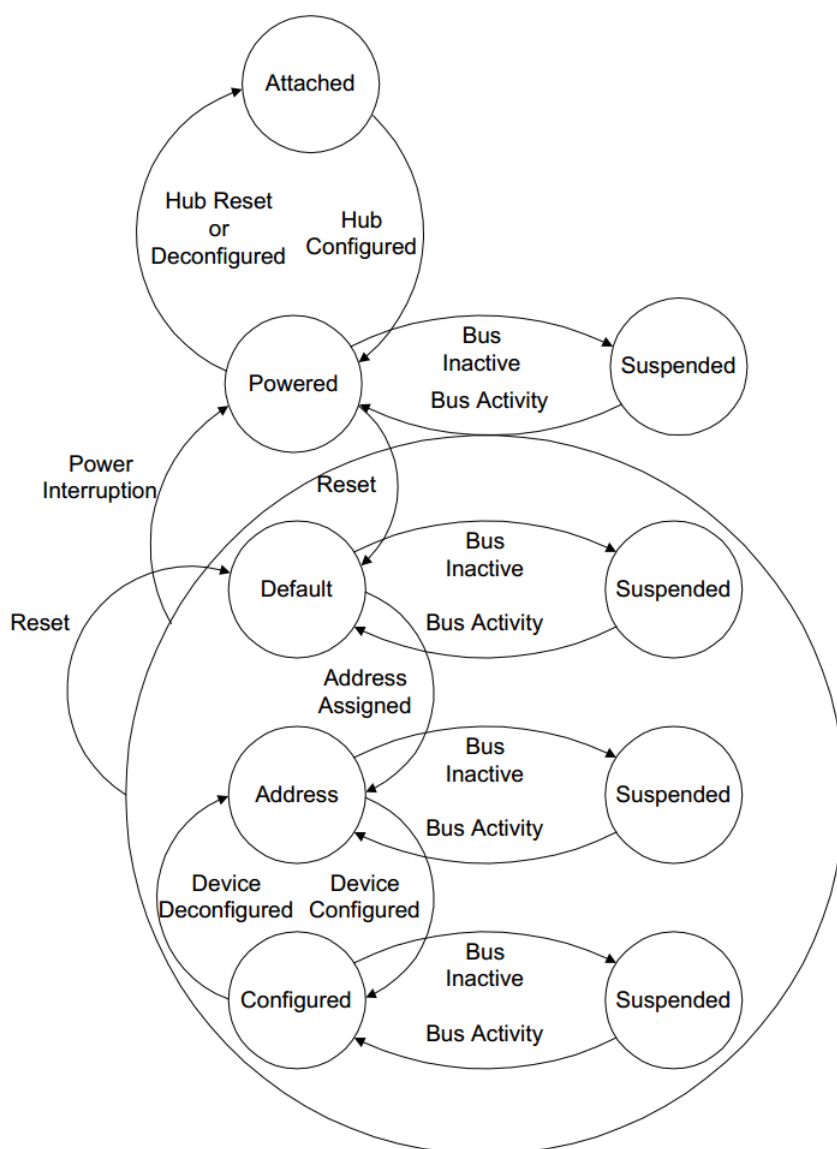 Attached
Hub Reset
or
Deconfigured
Hub
Configured
Powered
Bus
Inactive
Bus Activity
Suspended
Power
Interruption
Reset
Default
Bus
Inactive
Bus Activity
Suspended
Reset
Address
Assigned
Address
Bus
Inactive
Bus Activity
Suspended
Device
Deconfigured
Device
Configured
Configured
Bus
Inactive
Bus Activity
Suspended